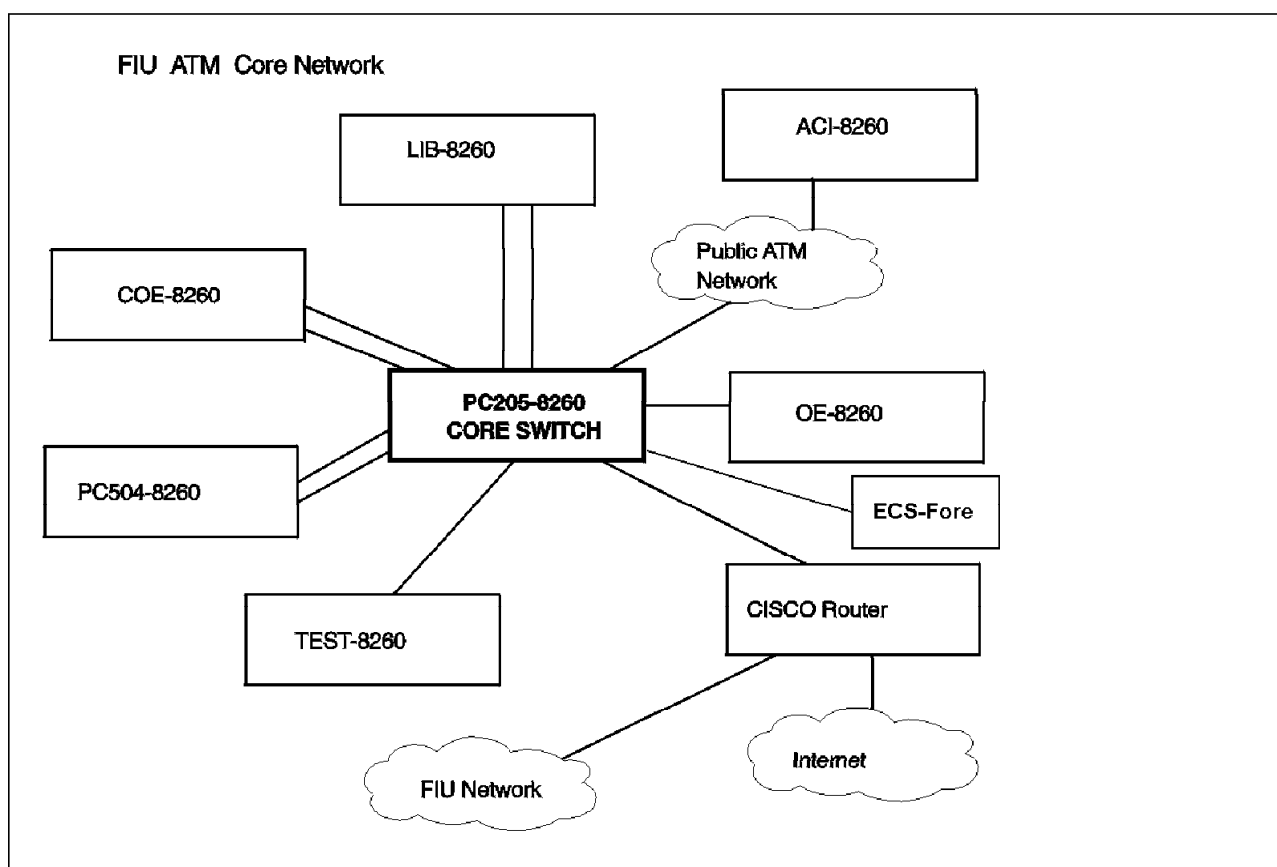 FIU ATM Core Network
ACI-8260
LIB-8260
Public ATM
Network
COE-8260
PC205-8260
CORE SWITCH
OE-8260
PC504-8260
ECS-Fore
CISCO Router
TEST-8260
Internet
FIU Network